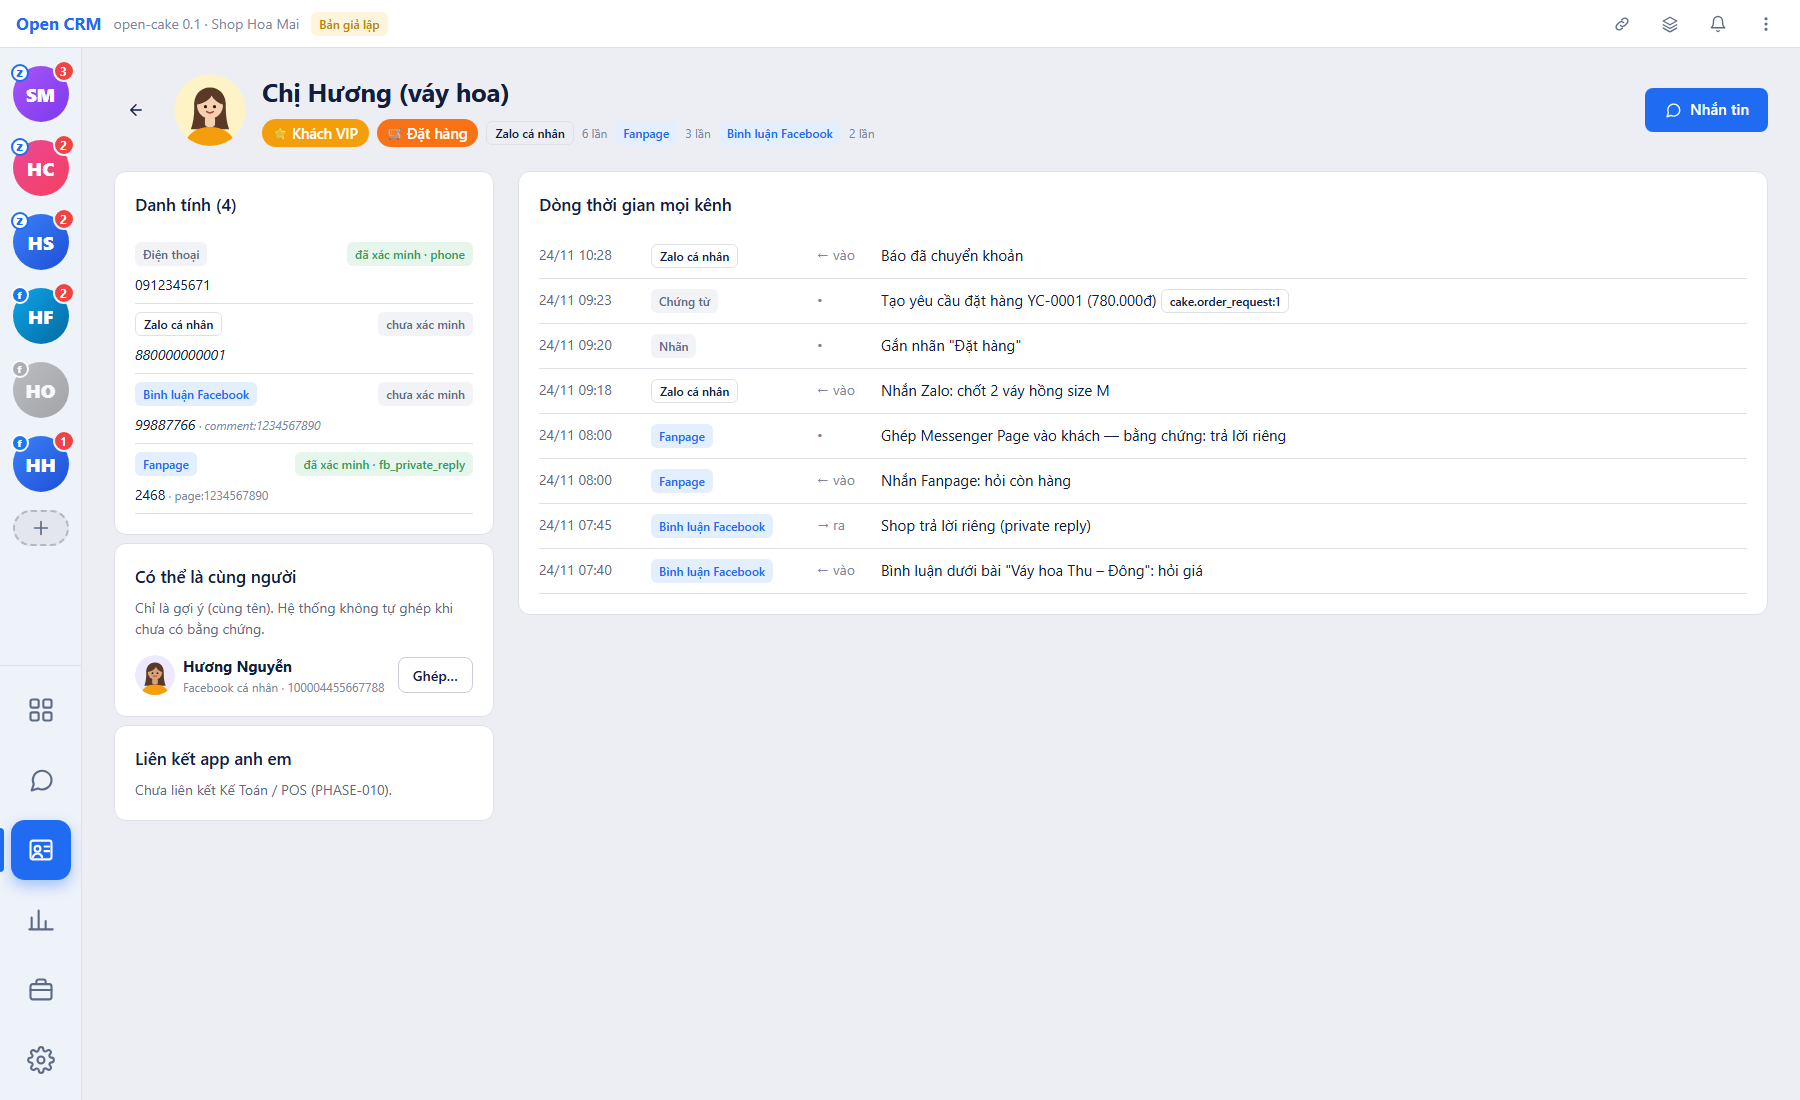 Open CRM open-cake 0.1 · Shop Hoa Mai Bản giả lập
z SM 3
z HC 2
z HS 2
f HF 2
f HO
f HH 1
Chị Hương (váy hoa)
⭐ Khách VIP 🛒 Đặt hàng Zalo cá nhân 6 lần Fanpage 3 lần Bình luận Facebook 2 lần
Nhắn tin
Danh tính (4)
Điện thoại đã xác minh · phone
0912345671
Zalo cá nhân chưa xác minh
880000000001
Bình luận Facebook chưa xác minh
99887766 · comment:1234567890
Fanpage đã xác minh · fb_private_reply
2468 · page:1234567890
Có thể là cùng người
Chỉ là gợi ý (cùng tên). Hệ thống không tự ghép khi
chưa có bằng chứng.
Hương Nguyễn
Facebook cá nhân · 100004455667788
Ghép...
Liên kết app anh em
Chưa liên kết Kế Toán / POS (PHASE-010).
Dòng thời gian mọi kênh
24/11 10:28 Zalo cá nhân ← vào Báo đã chuyển khoản
24/11 09:23 Chứng từ • Tạo yêu cầu đặt hàng YC-0001 (780.000đ) cake.order_request:1
24/11 09:20 Nhãn • Gắn nhãn "Đặt hàng"
24/11 09:18 Zalo cá nhân ← vào Nhắn Zalo: chốt 2 váy hồng size M
24/11 08:00 Fanpage • Ghép Messenger Page vào khách — bằng chứng: trả lời riêng
24/11 08:00 Fanpage ← vào Nhắn Fanpage: hỏi còn hàng
24/11 07:45 Bình luận Facebook → ra Shop trả lời riêng (private reply)
24/11 07:40 Bình luận Facebook ← vào Bình luận dưới bài "Váy hoa Thu – Đông": hỏi giá